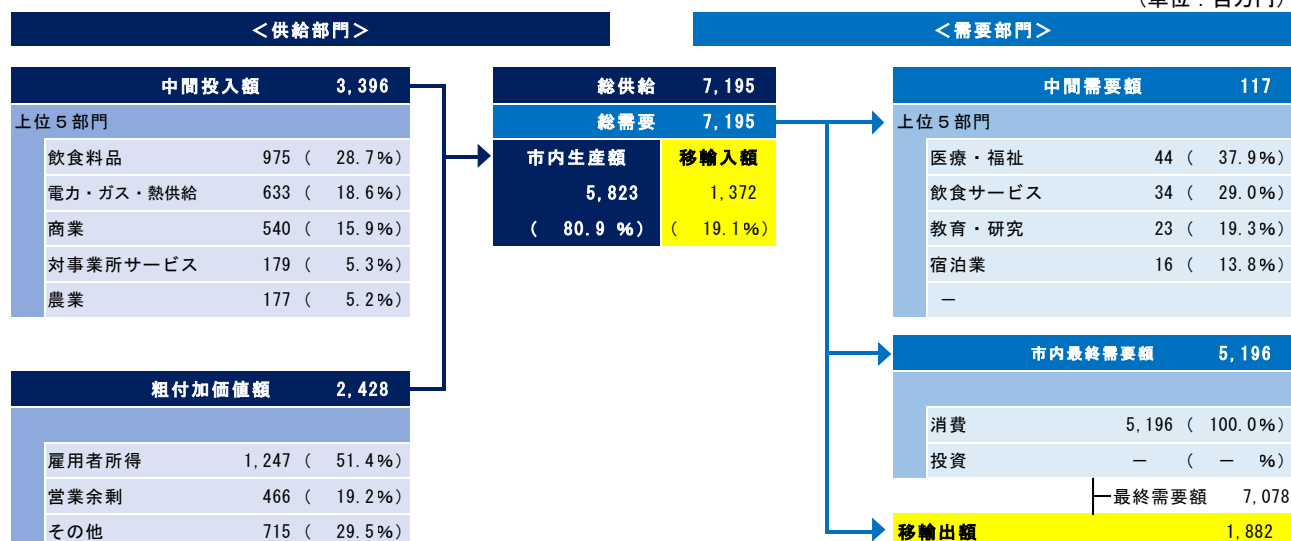 （単位：百万円）
＜供給部門＞
＜需要部門＞
中間投入額 3,396
上位５部門
飲食料品 975 ( 28.7%)
電力・ガス・熱供給 633 ( 18.6%)
商業 540 ( 15.9%)
対事業所サービス 179 ( 5.3%)
農業 177 ( 5.2%)
粗付加価値額 2,428
雇用者所得 1,247 ( 51.4%)
営業余剰 466 ( 19.2%)
その他 715 ( 29.5%)
総供給 7,195
総需要 7,195
市内生産額 移輸入額
5,823 1,372
( 80.9 %) ( 19.1%)
中間需要額 117
上位５部門
医療・福祉 44 ( 37.9%)
飲食サービス 34 ( 29.0%)
教育・研究 23 ( 19.3%)
宿泊業 16 ( 13.8%)
－
市内最終需要額 5,196
消費 5,196 ( 100.0%)
投資 － ( － %)
最終需要額 7,078
移輸出額 1,882